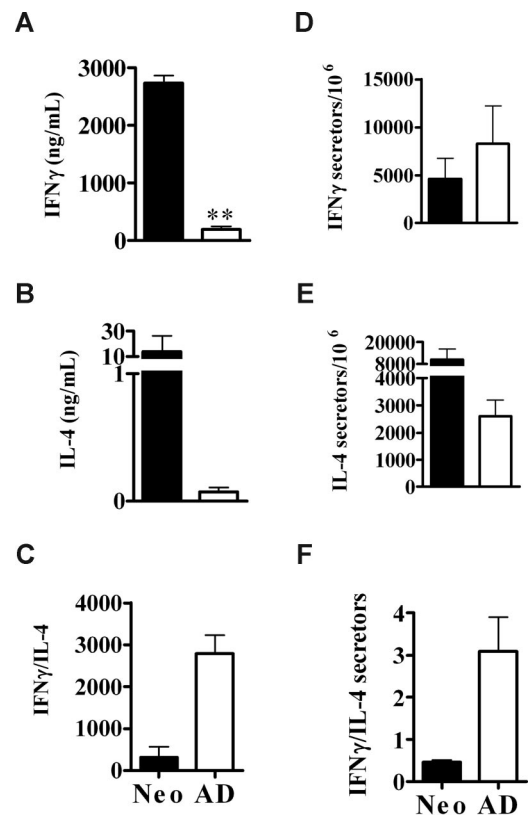 A
IFNγ (ng/mL)
3000
2000
1000
0
**
B
IL-4 (ng/mL)
30
10
1
0
C
IFNγ/IL-4
4000
3000
2000
1000
0
Neo AD
D
IFNγ secretors/10 6
15000
10000
5000
0
E
IL-4 secretors/10 6
20000
8000
4000
3000
2000
1000
0
F
IFNγ/IL-4 secretors
4
3
2
1
0
Neo AD